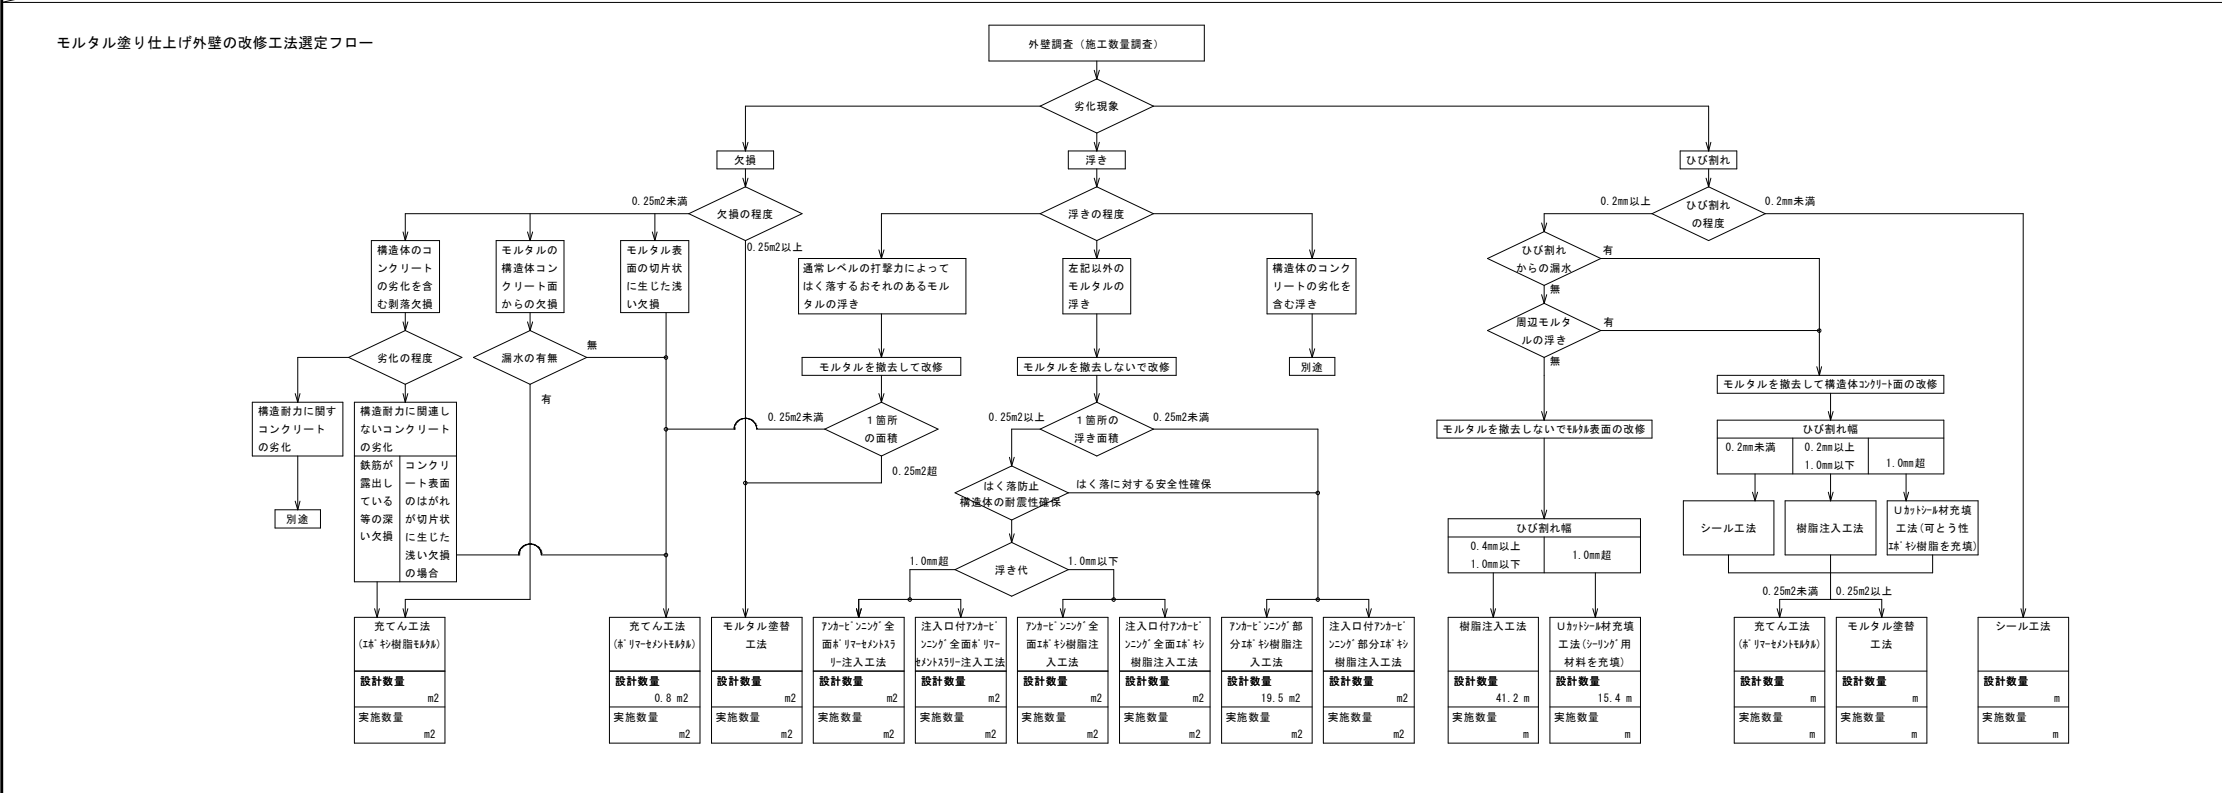 モルタル塗り仕上げ外壁の改修工法選定フロー
外壁調査（施工数量調査）
劣化現象
欠損
浮き
ひび割れ
0.25m2未満
欠損の程度
0.25m2以上
浮きの程度
0.2mm以上
ひび割れ
の程度
0.2mm未満
構造体のコ
ンクリート
の劣化を含
む剥落欠損
モルタルの
構造体コン
クリート面
からの欠損
モルタル表
面の切片状
に生じた浅
い欠損
通常レベルの打撃力によって
はく落するおそれのあるモル
タルの浮き
左記以外の
モルタルの
浮き
構造体のコンク
リートの劣化を
含む浮き
ひび割れ
からの漏水
有
無
周辺モルタ
ルの浮き
有
無
劣化の程度
漏水の有無
無
有
モルタルを撤去して改修
モルタルを撤去しないで改修
別途
モルタルを撤去して構造体ｺﾝｸﾘｰﾄ面の改修
構造耐力に関す
コンクリート
の劣化
構造耐力に関連し
ないコンクリート
の劣化
鉄筋が
露出し
ている
等の深
い欠損
コンクリ
ート表面
のはがれ
が切片状
に生じた
浅い欠損
の場合
別途
0.25m2未満
１箇所
の面積
0.25m2超
0.25m2以上
１箇所の
浮き面積
0.25m2未満
はく落防止
構造体の耐震性確保
はく落に対する安全性確保
1.0mm超
浮き代
1.0mm以下
モルタルを撤去しないでﾓﾙﾀﾙ表面の改修
ひび割れ幅
0.4mm以上
1.0mm以下
1.0mm超
ひび割れ幅
0.2mm未満
0.2mm以上
1.0mm以下
1.0mm超
シール工法
樹脂注入工法
Ｕｶｯﾄｼｰﾙ材充填
工法(可とう性
ｴﾎﾟｷｼ樹脂を充填)
0.25m2未満
0.25m2以上
充てん工法
(ｴﾎﾟｷｼ樹脂ﾓﾙﾀﾙ)
設計数量
m2
実施数量
m2
充てん工法
(ﾎﾟﾘﾏｰｾﾒﾝﾄﾓﾙﾀﾙ)
設計数量
0.8 m2
実施数量
m2
モルタル塗替
工法
設計数量
m2
実施数量
m2
ｱﾝｶｰﾋﾟﾝﾆﾝｸﾞ全
面ﾎﾟﾘﾏｰｾﾒﾝﾄｽﾗ
ﾘｰ注入工法
設計数量
m2
実施数量
m2
注入口付ｱﾝｶｰﾋﾟ
ﾝﾆﾝｸﾞ全面ﾎﾟﾘﾏｰ
ｾﾒﾝﾄｽﾗﾘｰ注入工法
設計数量
m2
実施数量
m2
ｱﾝｶｰﾋﾟﾝﾆﾝｸﾞ全
面ｴﾎﾟｷｼ樹脂注
入工法
設計数量
m2
実施数量
m2
注入口付ｱﾝｶｰﾋﾟ
ﾝﾆﾝｸﾞ全面ｴﾎﾟｷｼ
樹脂注入工法
設計数量
m2
実施数量
m2
ｱﾝｶｰﾋﾟﾝﾆﾝｸﾞ部
分ｴﾎﾟｷｼ樹脂注
入工法
設計数量
19.5 m2
実施数量
m2
注入口付ｱﾝｶｰﾋﾟ
ﾝﾆﾝｸﾞ部分ｴﾎﾟｷｼ
樹脂注入工法
設計数量
m2
実施数量
m2
樹脂注入工法
設計数量
41.2 m
実施数量
m
Ｕｶｯﾄｼｰﾙ材充填
工法(ｼｰﾘﾝｸﾞ用
材料を充填)
設計数量
15.4 m
実施数量
m
充てん工法
(ﾎﾟﾘﾏｰｾﾒﾝﾄﾓﾙﾀﾙ)
設計数量
m
実施数量
m
モルタル塗替
工法
設計数量
m
実施数量
m
シール工法
設計数量
m
実施数量
m